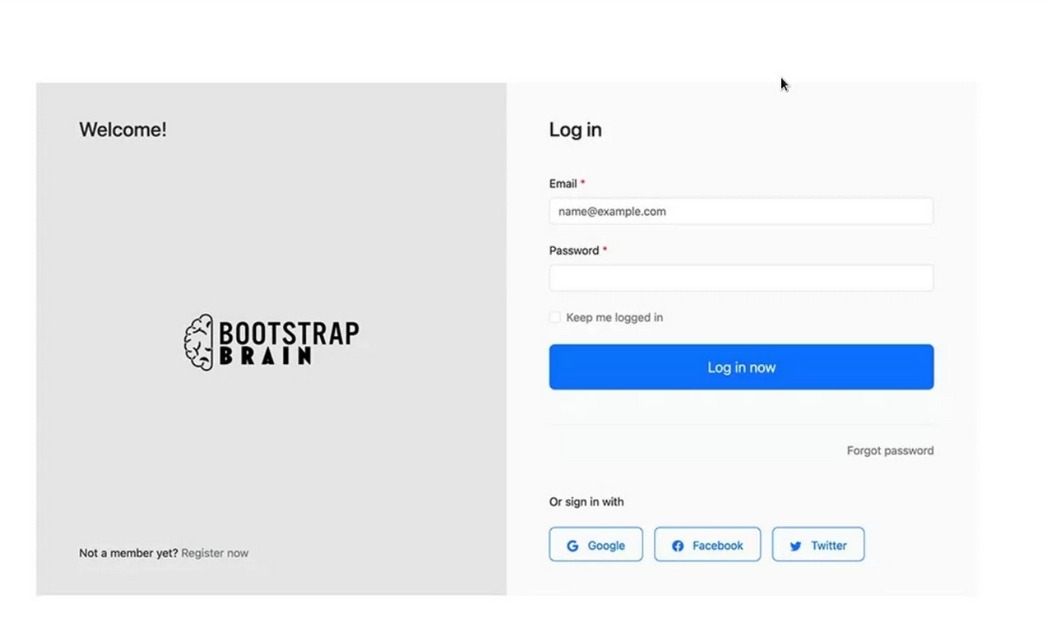 Welcome!
BOOTSTRAP
BRAIN
Not a member yet? Register now
Log in
Email *
name@example.com
Password *
Keep me logged in
Log in now
Forgot password
Or sign in with
Google
Facebook
Twitter